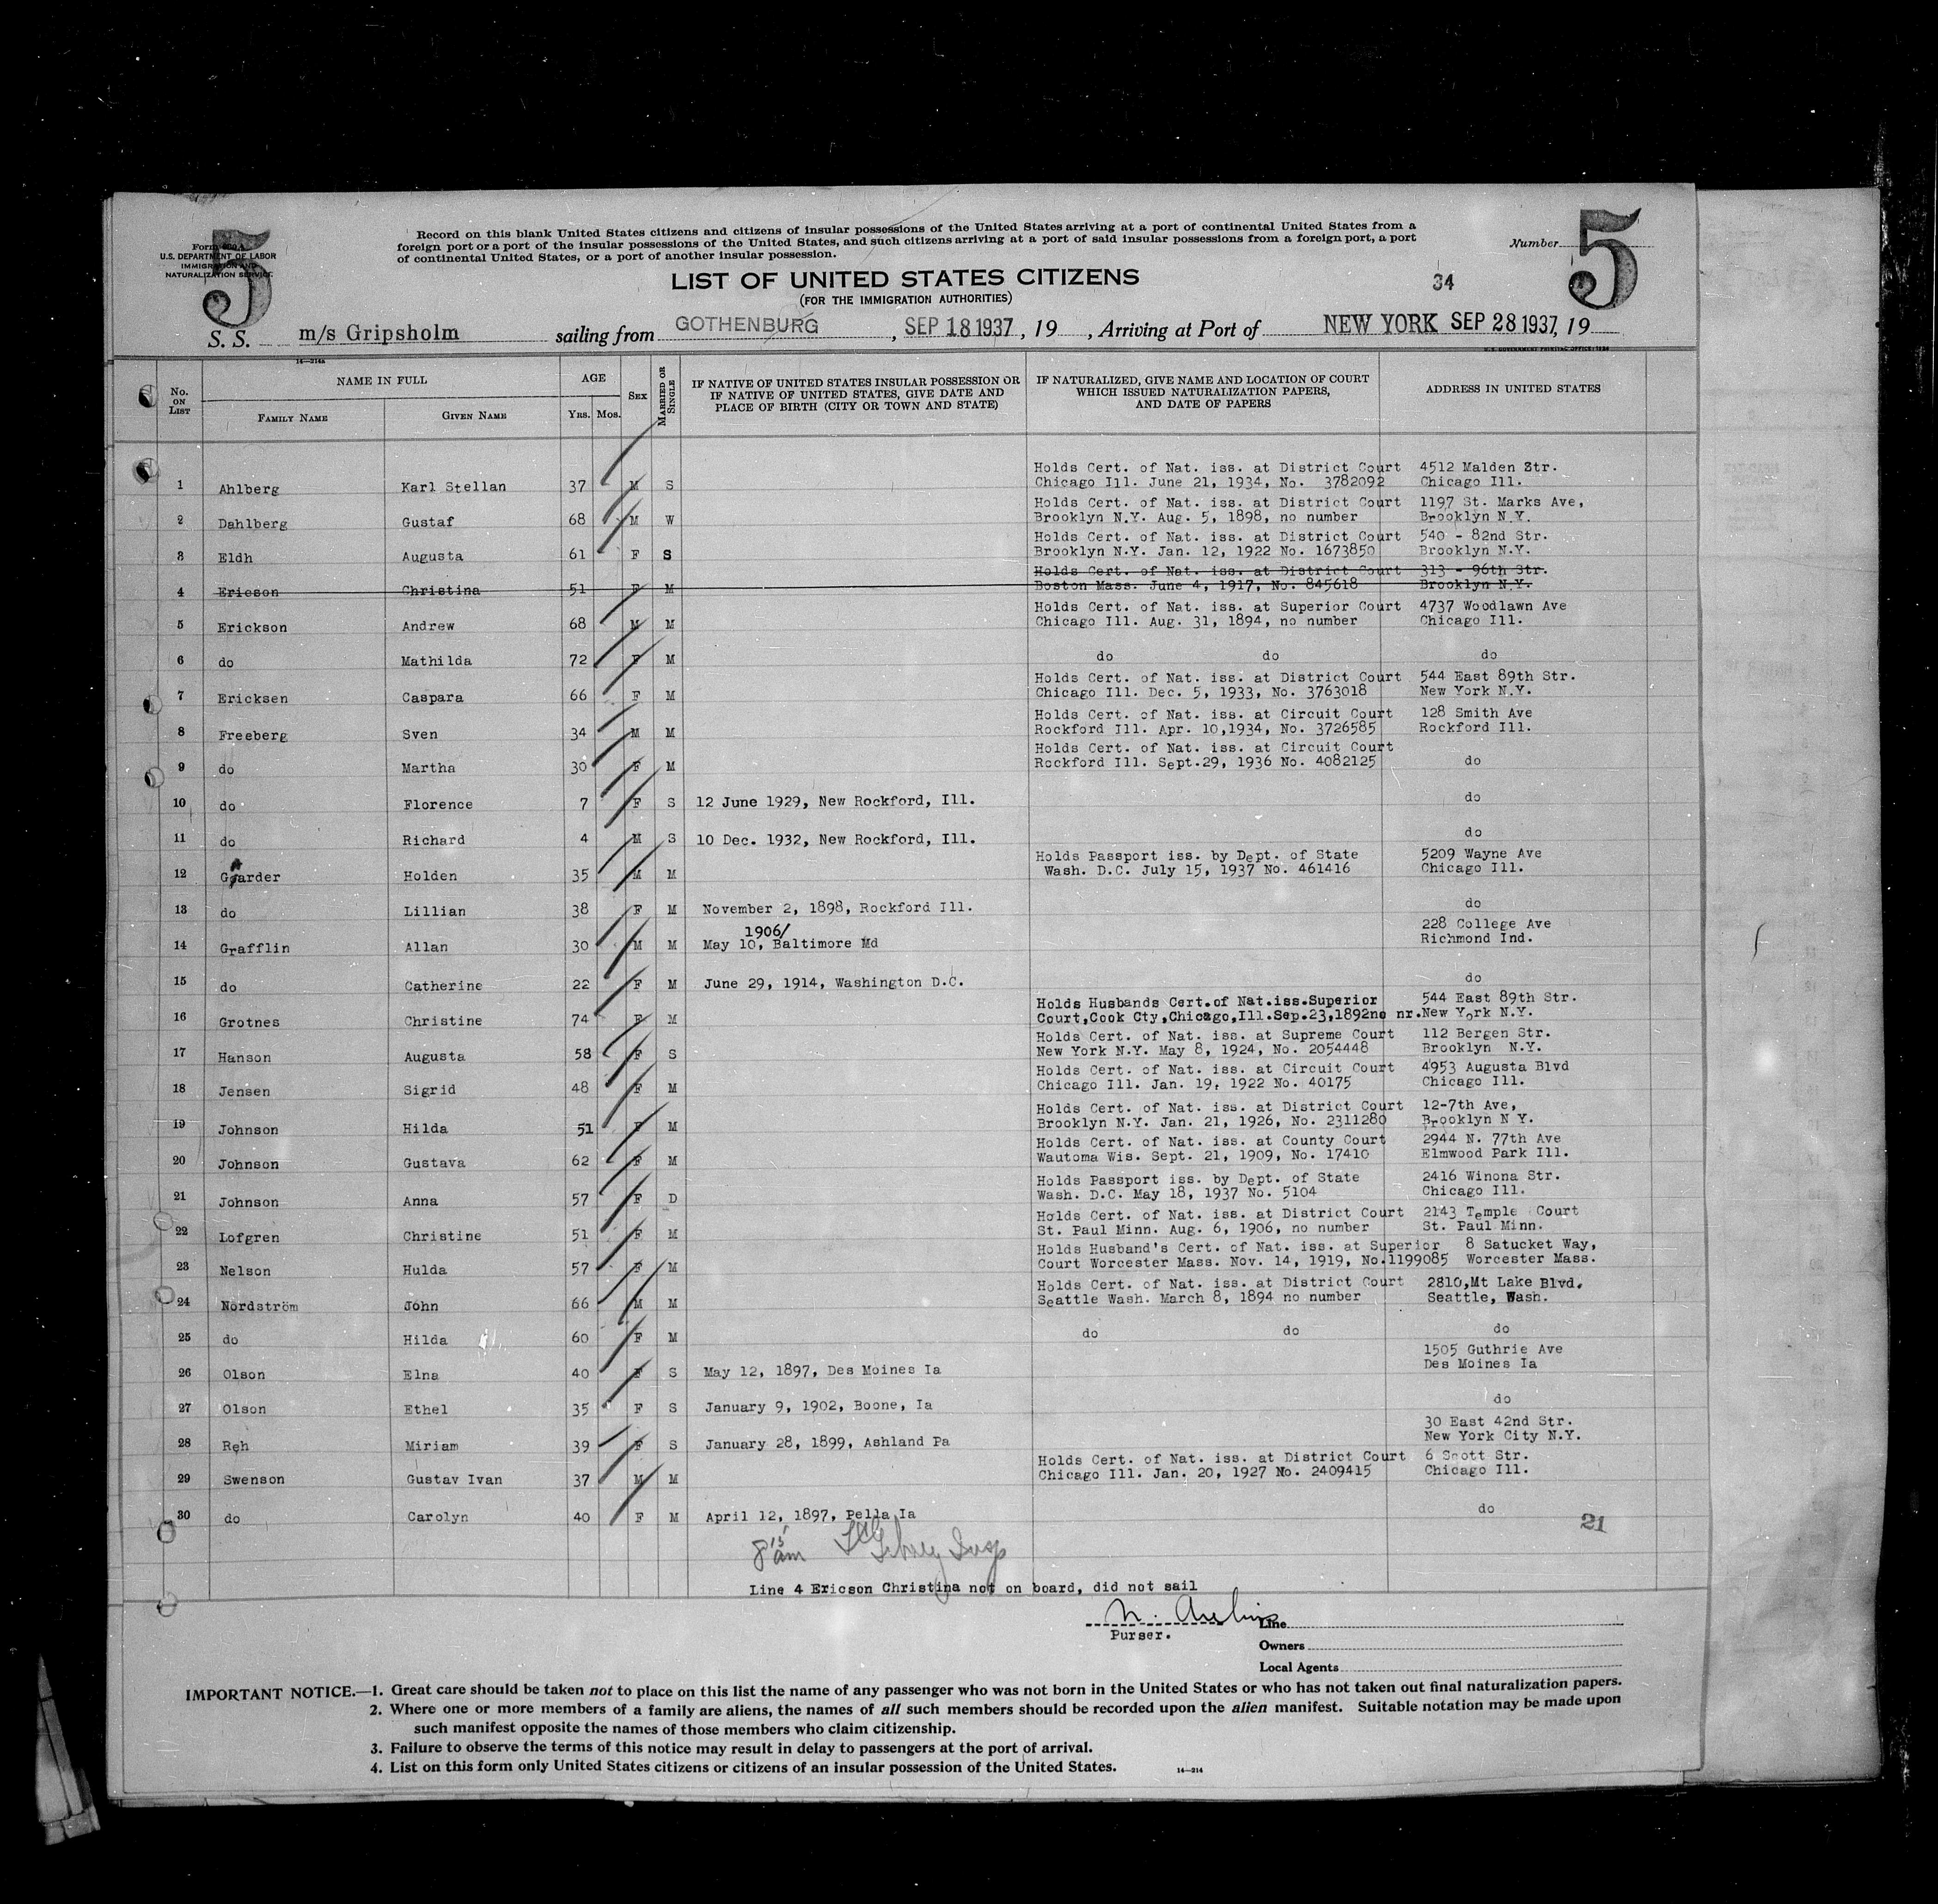 5
Form 630 A
U.S. DEPARTMENT OF LABOR
IMMIGRATION AND
NATURALIZATION SERVICE
Record on this blank United States citizens and citizens of insular possessions of the United States arriving at a port of continental United States from a
foreign port or a port of the insular possessions of the United States, and such citizens arriving at a port of said insular possessions from a foreign port, a port
of continental United States, or a port of another insular possession.
Number
5
LIST OF UNITED STATES CITIZENS
34
(FOR THE IMMIGRATION AUTHORITIES)
S. S. m/s Gripsholm sailing from GOTHENBURG, SEP 18 1937, 19 , Arriving at Port of NEW YORK SEP 28 1937, 19
14—214a
U.S. GOVERNMENT PRINTING OFFICE: 1934
No. ON LIST
NAME IN FULL
FAMILY NAME
GIVEN NAME
AGE
YRS. MOS.
SEX
MARRIED OR SINGLE
IF NATIVE OF UNITED STATES INSULAR POSSESSION OR
IF NATIVE OF UNITED STATES, GIVE DATE AND
PLACE OF BIRTH (CITY OR TOWN AND STATE)
IF NATURALIZED, GIVE NAME AND LOCATION OF COURT
WHICH ISSUED NATURALIZATION PAPERS,
AND DATE OF PAPERS
ADDRESS IN UNITED STATES
Holds Cert. of Nat. iss. at District Court 4512 Malden Ztr.
1 Ahlberg Karl Stellan 37 M S Chicago Ill. June 21, 1934, No. 3782092 Chicago Ill.
Holds Cert. of Nat. iss. at District Court 1197 St. Marks Ave,
2 Dahlberg Gustaf 68 M W Brooklyn N.Y. Aug. 5, 1898, no number Brooklyn N.Y.
Holds Cert. of Nat. iss. at District Court 540 - 82nd Str.
3 Eldh Augusta 61 F S Brooklyn N.Y. Jan. 12, 1922 No. 1673850 Brooklyn N.Y.
Holds Cert. of Nat. iss. at District Court 313 - 96th Str.
4 Ericson Christina 51 F M Boston Mass. June 4, 1917, No. 845618 Brooklyn N.Y.
Holds Cert. of Nat. iss. at Superior Court 4737 Woodlawn Ave
5 Erickson Andrew 68 M M Chicago Ill. Aug. 31, 1894, no number Chicago Ill.
6 do Mathilda 72 F M do do do
Holds Cert. of Nat. iss. at District Court 544 East 89th Str.
7 Ericksen Caspara 66 F M Chicago Ill. Dec. 5, 1933, No. 3763018 New York N.Y.
Holds Cert. of Nat. iss. at Circuit Court 128 Smith Ave
8 Freeberg Sven 34 M M Rockford Ill. Apr. 10,1934, No. 3726585 Rockford Ill.
Holds Cert. of Nat. iss. at Circuit Court
9 do Martha 30 F M Rockford Ill. Sept.29, 1936 No. 4082125 do
10 do Florence 7 F S 12 June 1929, New Rockford, Ill. do
11 do Richard 4 M S 10 Dec. 1932, New Rockford, Ill. do
Holds Passport iss. by Dept. of State 5209 Wayne Ave
12 Gaarder Holden 35 M M Wash. D.C. July 15, 1937 No. 461416 Chicago Ill.
13 do Lillian 38 F M November 2, 1898, Rockford Ill. do
1906/ 228 College Ave
14 Grafflin Allan 30 M M May 10, Baltimore Md Richmond Ind.
15 do Catherine 22 F M June 29, 1914, Washington D.C. do
Holds Husbands Cert.of Nat.iss.Superior 544 East 89th Str.
16 Grotnes Christine 74 F M Court,Cook Cty,Chicago,Ill.Sep.23,1892no nr.New York N.Y.
Holds Cert. of Nat. iss. at Supreme Court 112 Bergen Str.
17 Hanson Augusta 58 F S New York N.Y. May 8, 1924, No. 2054448 Brooklyn N.Y.
Holds Cert. of Nat. iss. at Circuit Court 4953 Augusta Blvd
18 Jensen Sigrid 48 F M Chicago Ill. Jan. 19, 1922 No. 40175 Chicago Ill.
Holds Cert. of Nat. iss. at District Court 12-7th Ave,
19 Johnson Hilda 51 F M Brooklyn N.Y. Jan. 21, 1926, No. 2311280 Brooklyn N Y.
Holds Cert. of Nat. iss. at County Court 2944 N. 77th Ave
20 Johnson Gustava 62 F M Wautoma Wis. Sept. 21, 1909, No. 17410 Elmwood Park Ill.
Holds Passport iss. by Dept. of State 2416 Winona Str.
21 Johnson Anna 57 F D Wash. D.C. May 18, 1937 No. 5104 Chicago Ill.
Holds Cert. of Nat. iss. at District Court 2143 Temple Court
22 Lofgren Christine 51 F M St. Paul Minn. Aug. 6, 1906, no number St. Paul Minn.
Holds Husband's Cert. of Nat. iss. at Superior 8 Satucket Way,
23 Nelson Hulda 57 F M Court Worcester Mass. Nov. 14, 1919, No.1199085 Worcester Mass.
Holds Cert. of Nat. iss. at District Court 2810,Mt Lake Blvd.
24 Nordström John 66 M M Seattle Wash. March 8, 1894 no number Seattle, Wash.
25 do Hilda 60 F M do do do
1505 Guthrie Ave
26 Olson Elna 40 F S May 12, 1897, Des Moines Ia Des Moines Ia
27 Olson Ethel 35 F S January 9, 1902, Boone, Ia do
30 East 42nd Str.
28 Reh Miriam 39 F S January 28, 1899, Ashland Pa New York City N.Y.
Holds Cert. of Nat. iss. at District Court 6 Scott Str.
29 Swenson Gustav Ivan 37 M M Chicago Ill. Jan. 20, 1927 No. 2409415 Chicago Ill.
30 do Carolyn 40 F M April 12, 1897, Pella Ia do
21
8 15 am Insp
Line 4 Ericson Christina not on board, did not sail
Purser.
Line
Owners
Local Agents
IMPORTANT NOTICE.—1. Great care should be taken not to place on this list the name of any passenger who was not born in the United States or who has not taken out final naturalization papers.
2. Where one or more members of a family are aliens, the names of all such members should be recorded upon the alien manifest. Suitable notation may be made upon
such manifest opposite the names of those members who claim citizenship.
3. Failure to observe the terms of this notice may result in delay to passengers at the port of arrival.
4. List on this form only United States citizens or citizens of an insular possession of the United States.
14—214